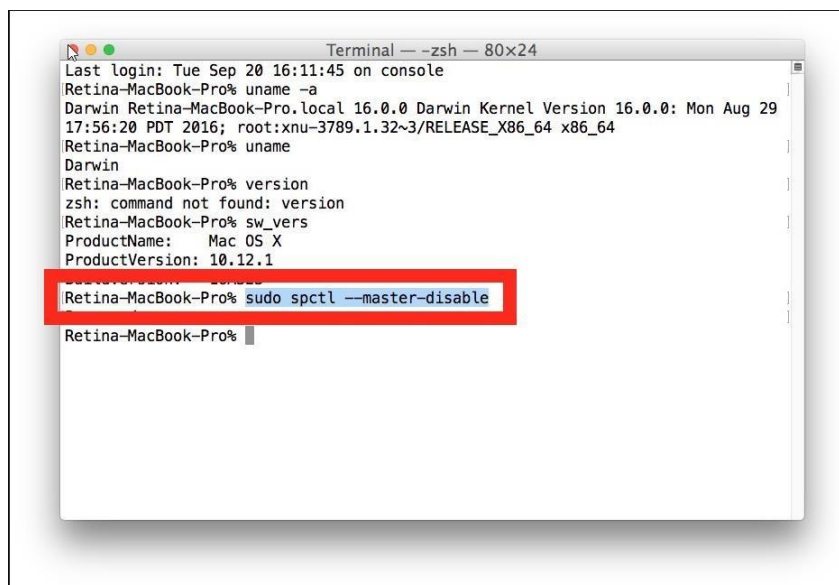 Terminal — -zsh — 80×24
Last login: Tue Sep 20 16:11:45 on console
[Retina-MacBook-Pro% uname -a ]
Darwin Retina-MacBook-Pro.local 16.0.0 Darwin Kernel Version 16.0.0: Mon Aug 29
17:56:20 PDT 2016; root:xnu-3789.1.32~3/RELEASE_X86_64 x86_64
[Retina-MacBook-Pro% uname ]
Darwin
[Retina-MacBook-Pro% version ]
zsh: command not found: version
[Retina-MacBook-Pro% sw_vers ]
ProductName: Mac OS X
ProductVersion: 10.12.1
[Retina-MacBook-Pro% sudo spctl --master-disable ]
Retina-MacBook-Pro%